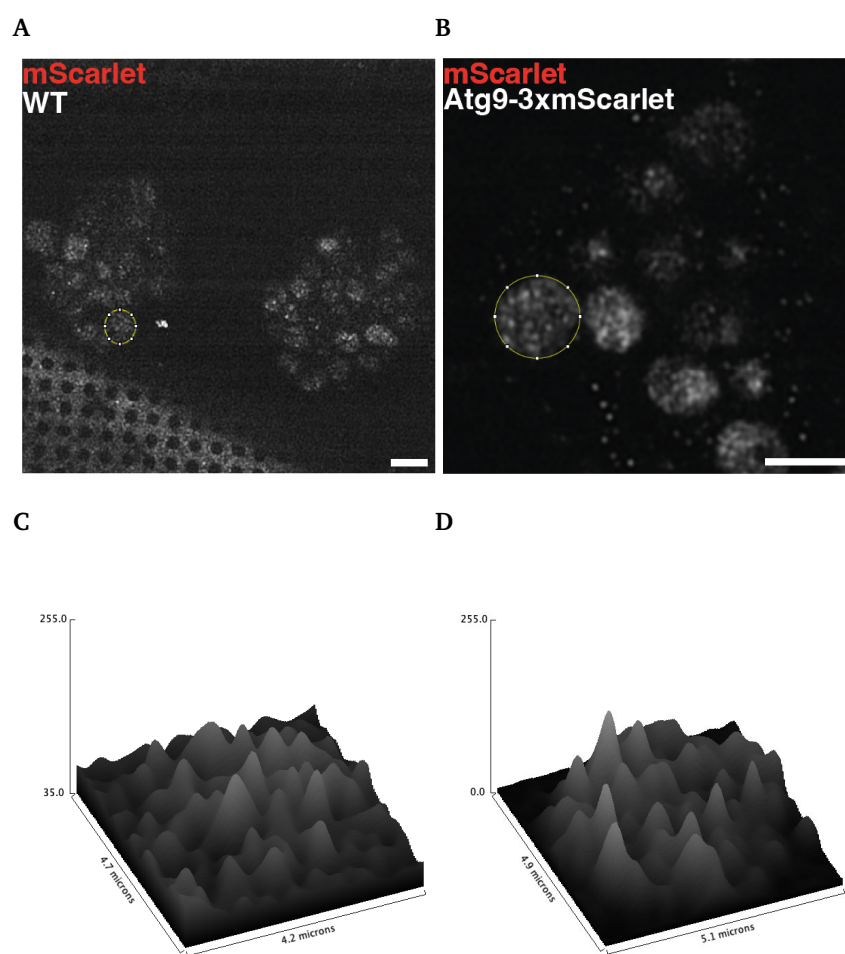 A
B
mScarlet
WT
mScarlet
Atg9-3xmScarlet
C
D
255.0
35.0
4.7 microns
4.2 microns
255.0
0.0
4.9 microns
5.1 microns